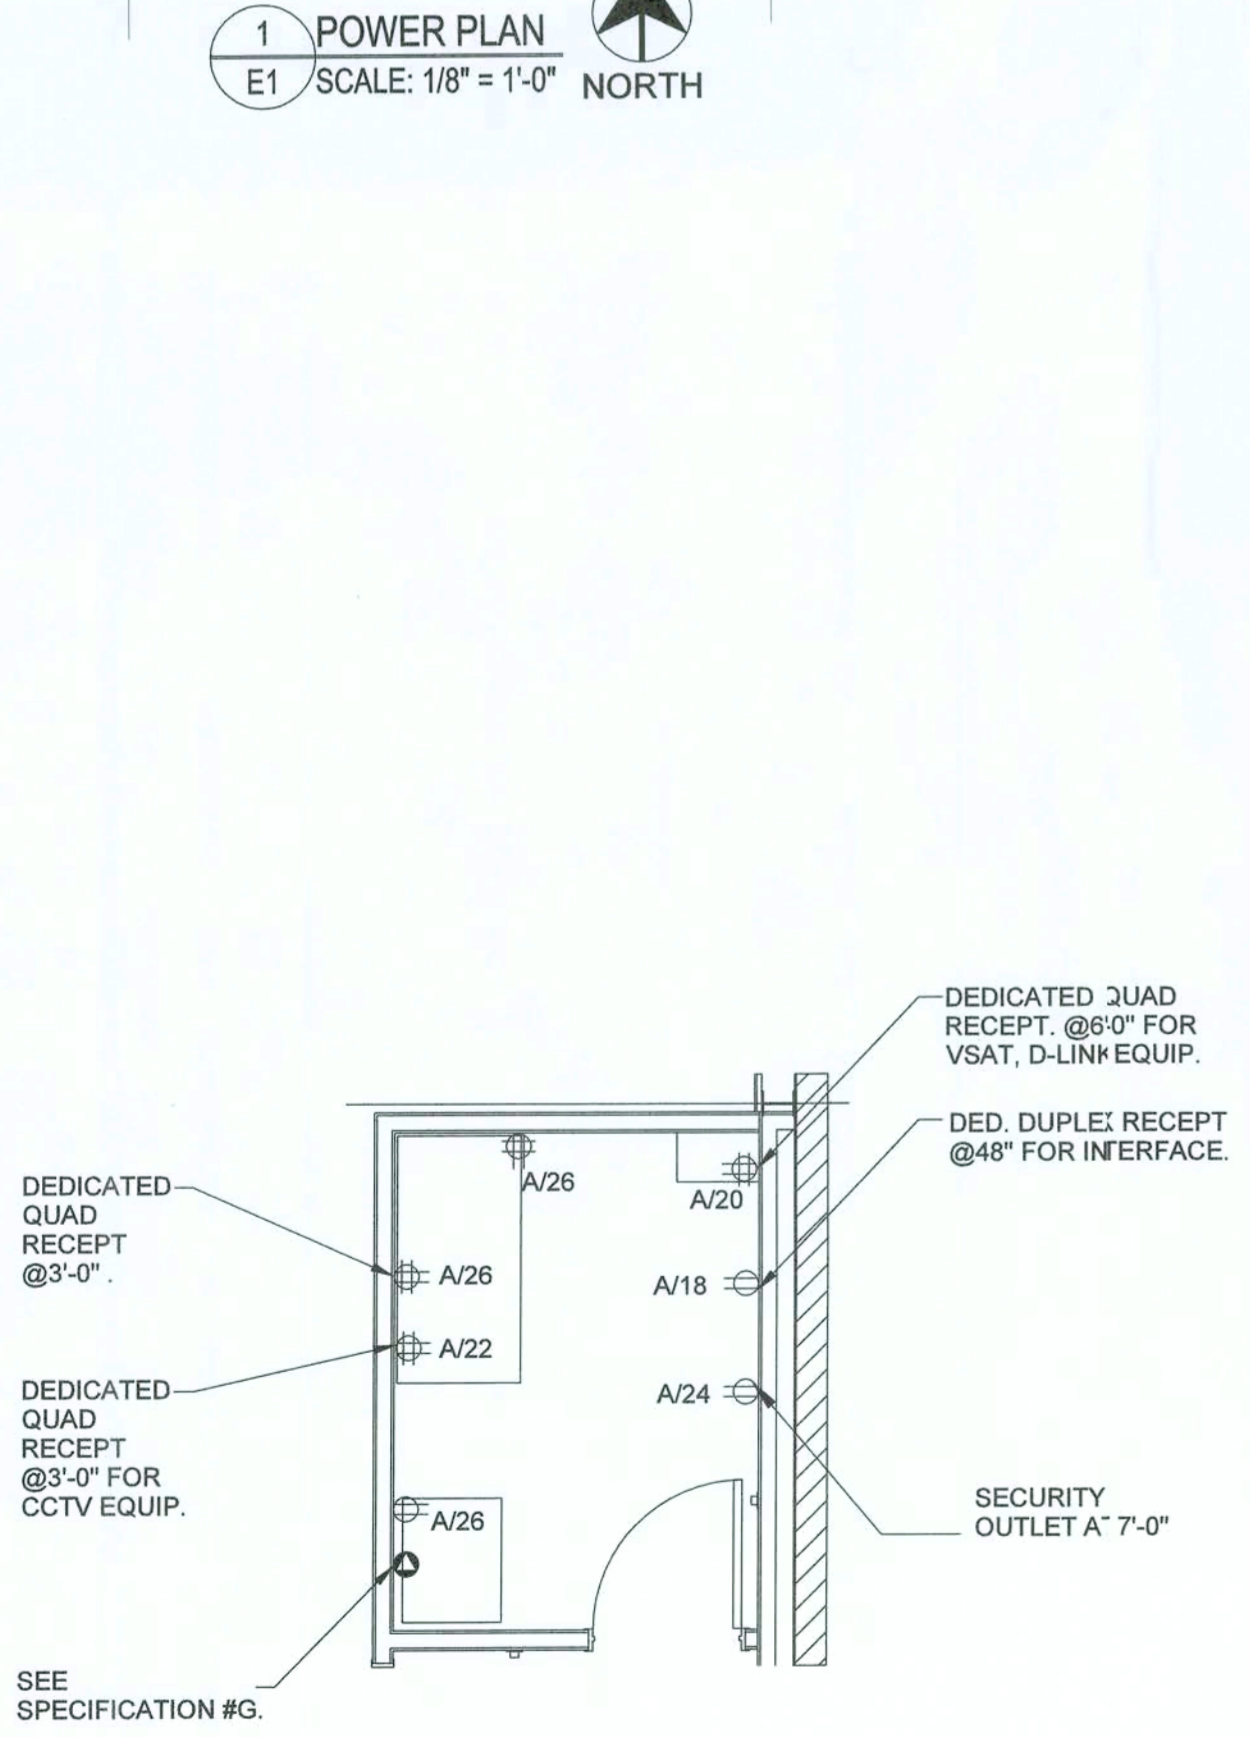 1
POWER PLAN
E1
SCALE: 1/8" = 1'-0"
NORTH
DEDICATED QUAD
RECEPT. @6'0" FOR
VSAT, D-LINK EQUIP.
DED. DUPLEX RECEPT
@48" FOR INTERFACE.
DEDICATED
QUAD
RECEPT
@3'-0" .
A/26
A/20
A/26
A/18
A/22
A/24
DEDICATED
QUAD
RECEPT
@3'-0" FOR
CCTV EQUIP.
A/26
SECURITY
OUTLET AT 7'-0"
SEE
SPECIFICATION #G.